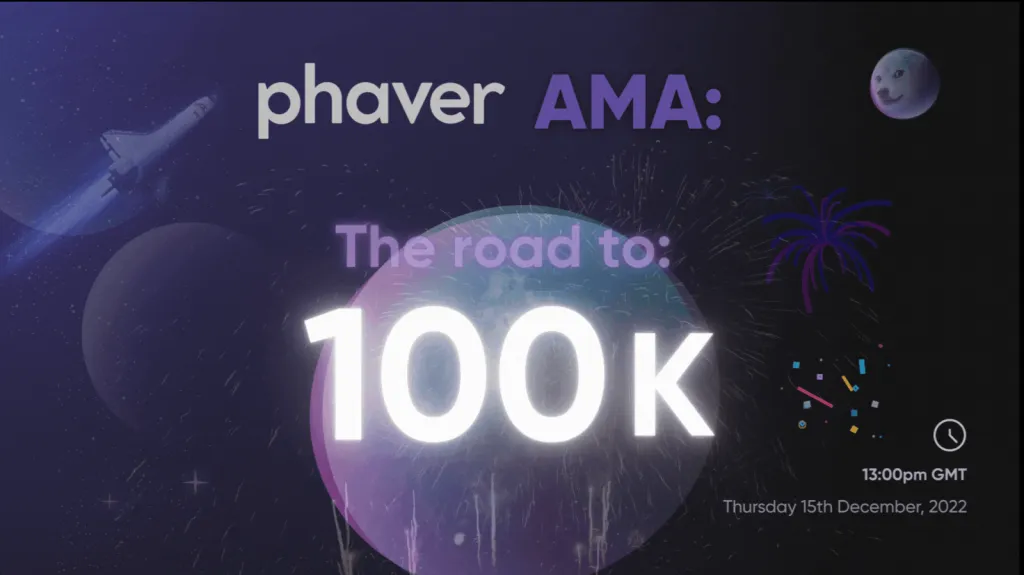 phaver AMA:
The road to:
100K
13:00pm GMT
Thursday 15th December, 2022